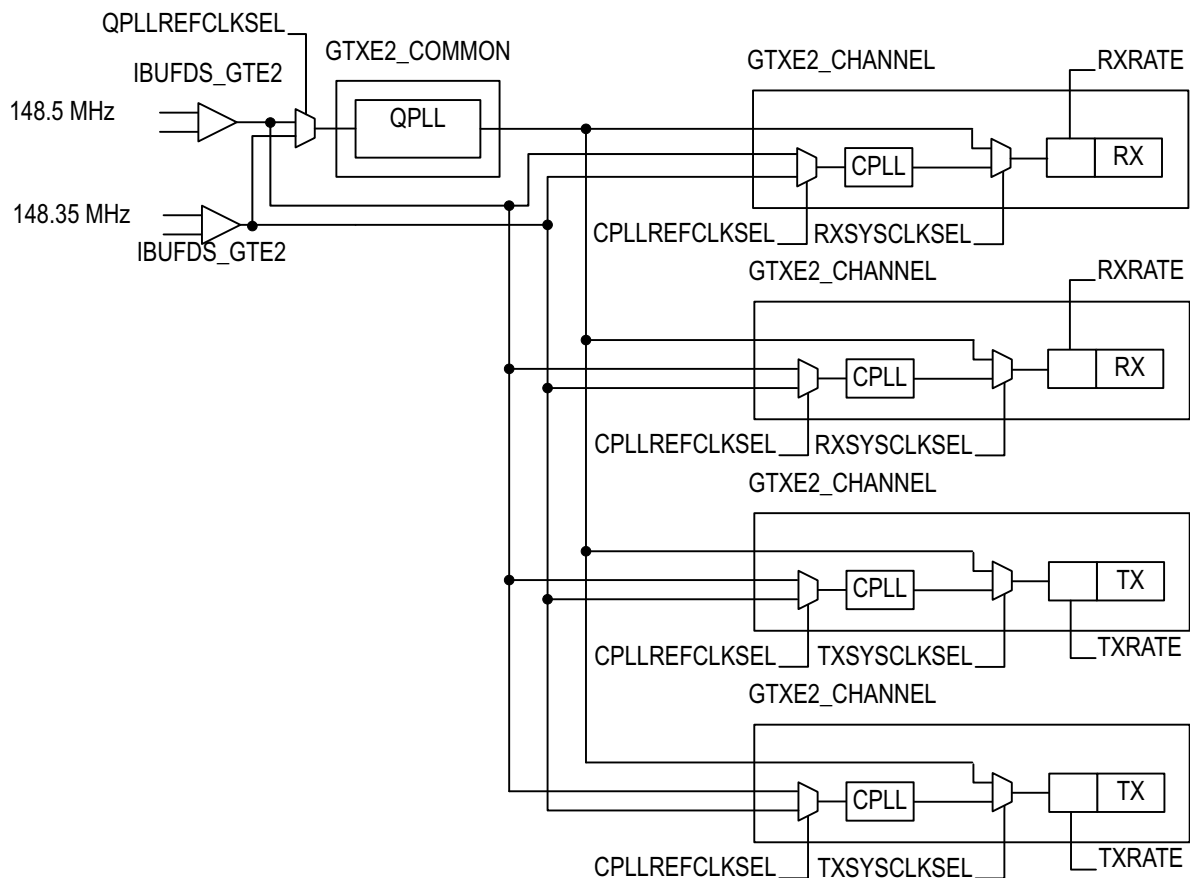 QPLLREFCLKSEL
GTXE2_COMMON
IBUFDS_GTE2
148.5 MHz
QPLL
148.35 MHz
IBUFDS_GTE2
GTXE2_CHANNEL
RXRATE
CPLL
RX
CPLLREFCLKSEL
RXSYSCLKSEL
GTXE2_CHANNEL
RXRATE
CPLL
RX
CPLLREFCLKSEL
RXSYSCLKSEL
GTXE2_CHANNEL
CPLL
TX
CPLLREFCLKSEL
TXSYSCLKSEL
TXRATE
GTXE2_CHANNEL
CPLL
TX
CPLLREFCLKSEL
TXSYSCLKSEL
TXRATE